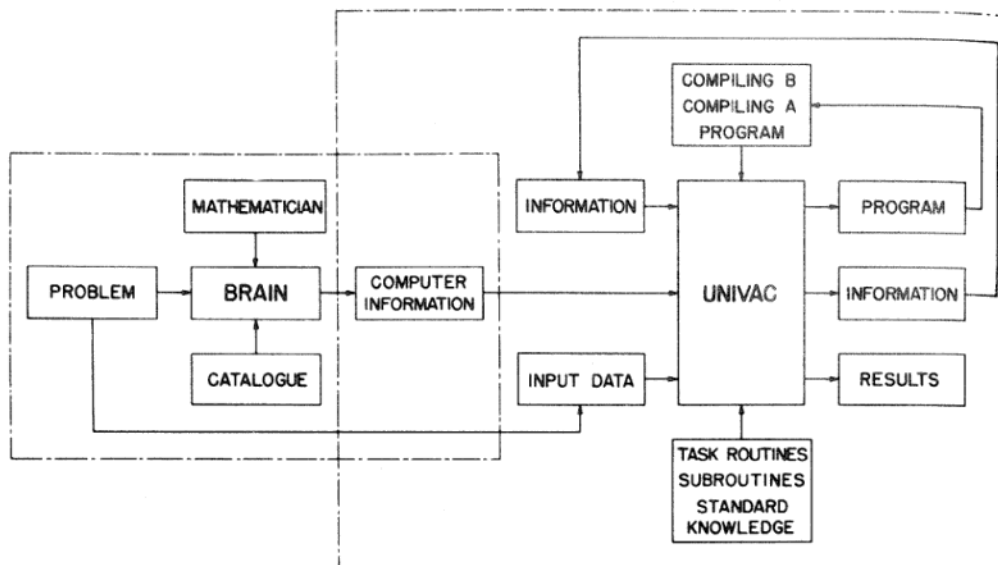 COMPILING B
COMPILING A
PROGRAM
MATHEMATICIAN
INFORMATION
PROGRAM
PROBLEM
BRAIN
COMPUTER
INFORMATION
UNIVAC
INFORMATION
CATALOGUE
INPUT DATA
RESULTS
TASK ROUTINES
SUBROUTINES
STANDARD
KNOWLEDGE